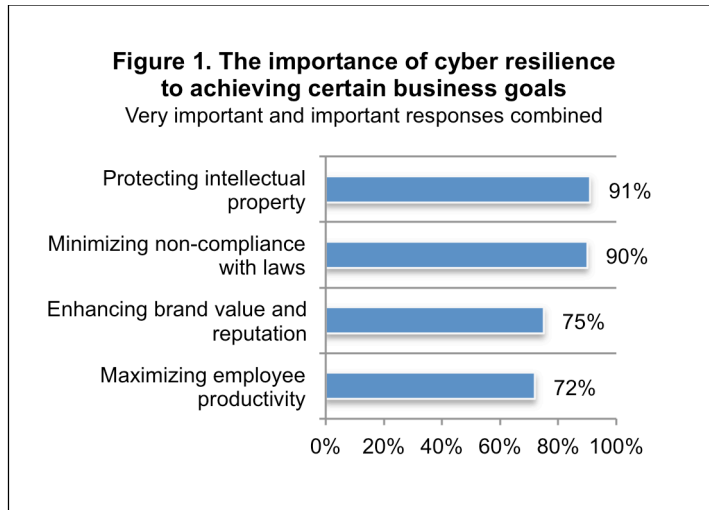 Figure 1. The importance of cyber resilience
to achieving certain business goals
Very important and important responses combined
Protecting intellectual
property
91%
Minimizing non-compliance
with laws
90%
Enhancing brand value and
reputation
75%
Maximizing employee
productivity
72%
0% 20% 40% 60% 80% 100%